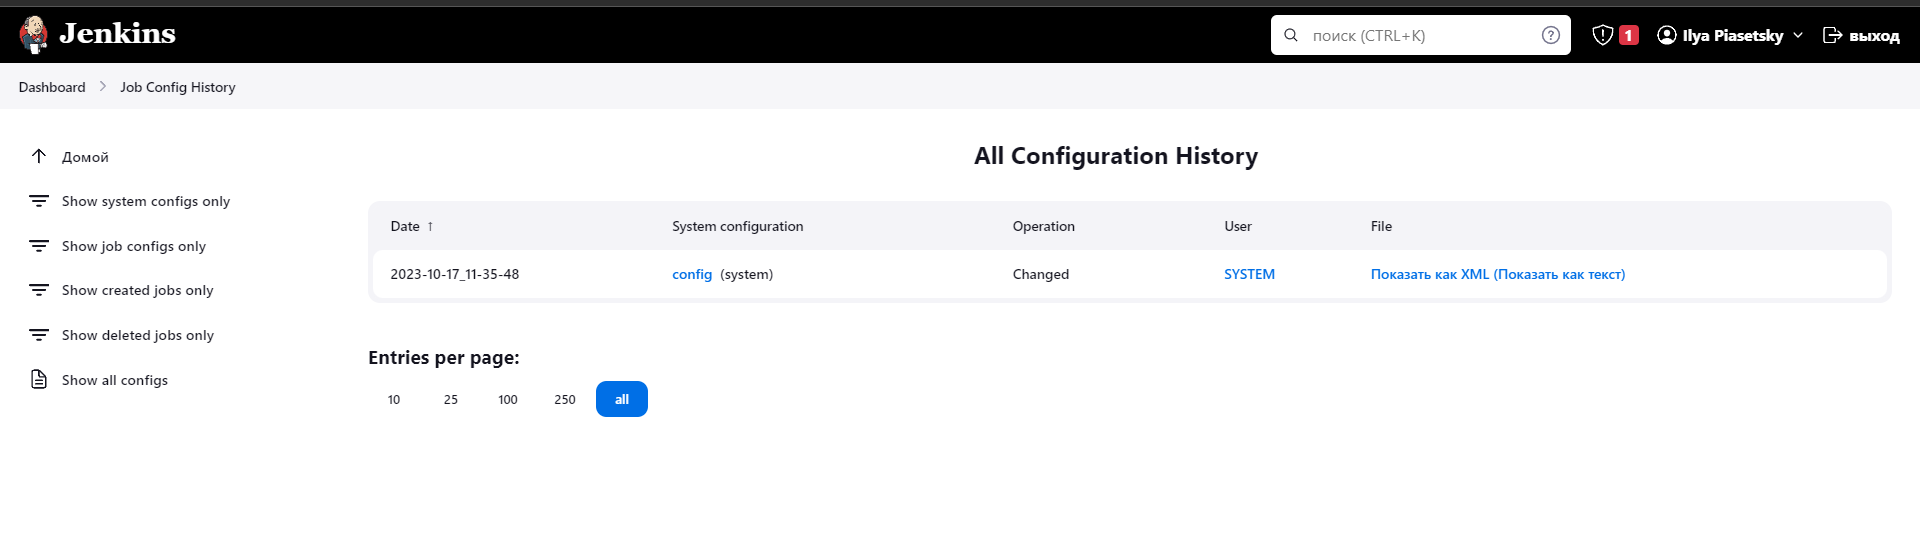 Jenkins
поиск (CTRL+K)
1
Ilya Piasetsky
выход
Dashboard
Job Config History
Домой
Show system configs only
Show job configs only
Show created jobs only
Show deleted jobs only
Show all configs
All Configuration History
Date ↑ System configuration Operation User File
2023-10-17_11-35-48 config (system) Changed SYSTEM Показать как XML (Показать как текст)
Entries per page:
10 25 100 250 all